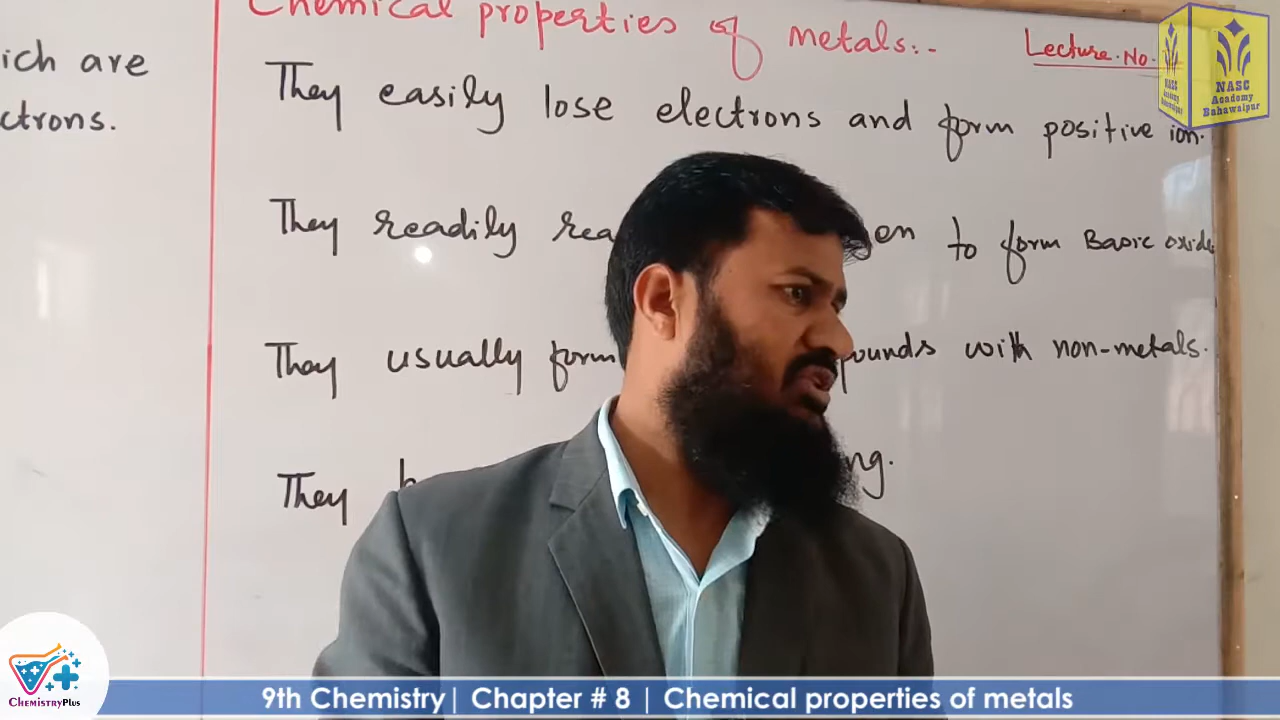 Chemical properties of metals:-
Lecture.No.
ich are
ctrons.
They easily lose electrons and form positive ion.
They readily rea en to form Basic oxide
They usually form pounds with non-metals.
They ng.
NASC
Academy
Bahawalpur
ChemistryPlus
9th Chemistry| Chapter # 8 | Chemical properties of metals